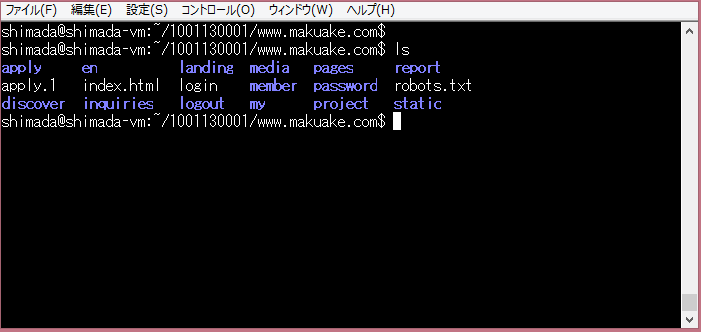 ファイル(F) 編集(E) 設定(S) コントロール(O) ウィンドウ(W) ヘルプ(H)
shimada@shimada-vm:~/1001130001/www.makuake.com$
shimada@shimada-vm:~/1001130001/www.makuake.com$ ls
apply en landing media pages report
apply.1 index.html login member password robots.txt
discover inquiries logout my project static
shimada@shimada-vm:~/1001130001/www.makuake.com$